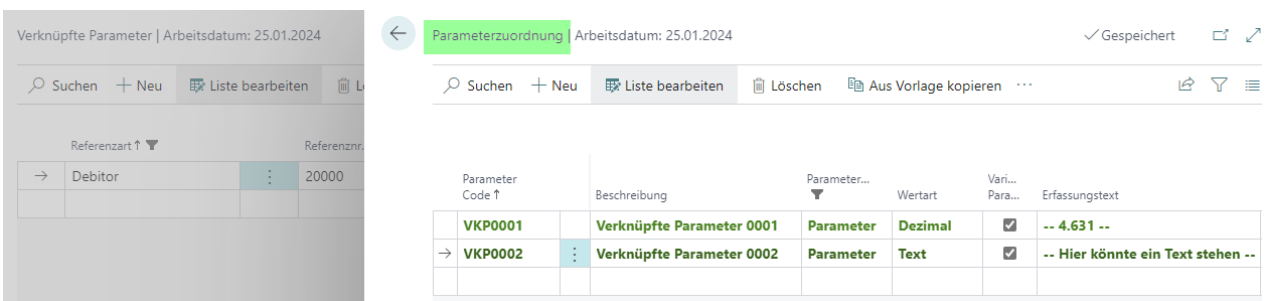 Verknüpfte Parameter | Arbeitsdatum: 25.01.2024
Suchen Neu Liste bearbeiten
Referenzart ↑ Referenznr.
→ Debitor 20000
← Parameterzuordnung | Arbeitsdatum: 25.01.2024 ✓ Gespeichert
Suchen Neu Liste bearbeiten Löschen Aus Vorlage kopieren ···
Parameter Code ↑ Beschreibung Parameter... Wertart Vari... Para... Erfassungstext
VKP0001 Verknüpfte Parameter 0001 Parameter Dezimal -- 4.631 --
→ VKP0002 Verknüpfte Parameter 0002 Parameter Text -- Hier könnte ein Text stehen --